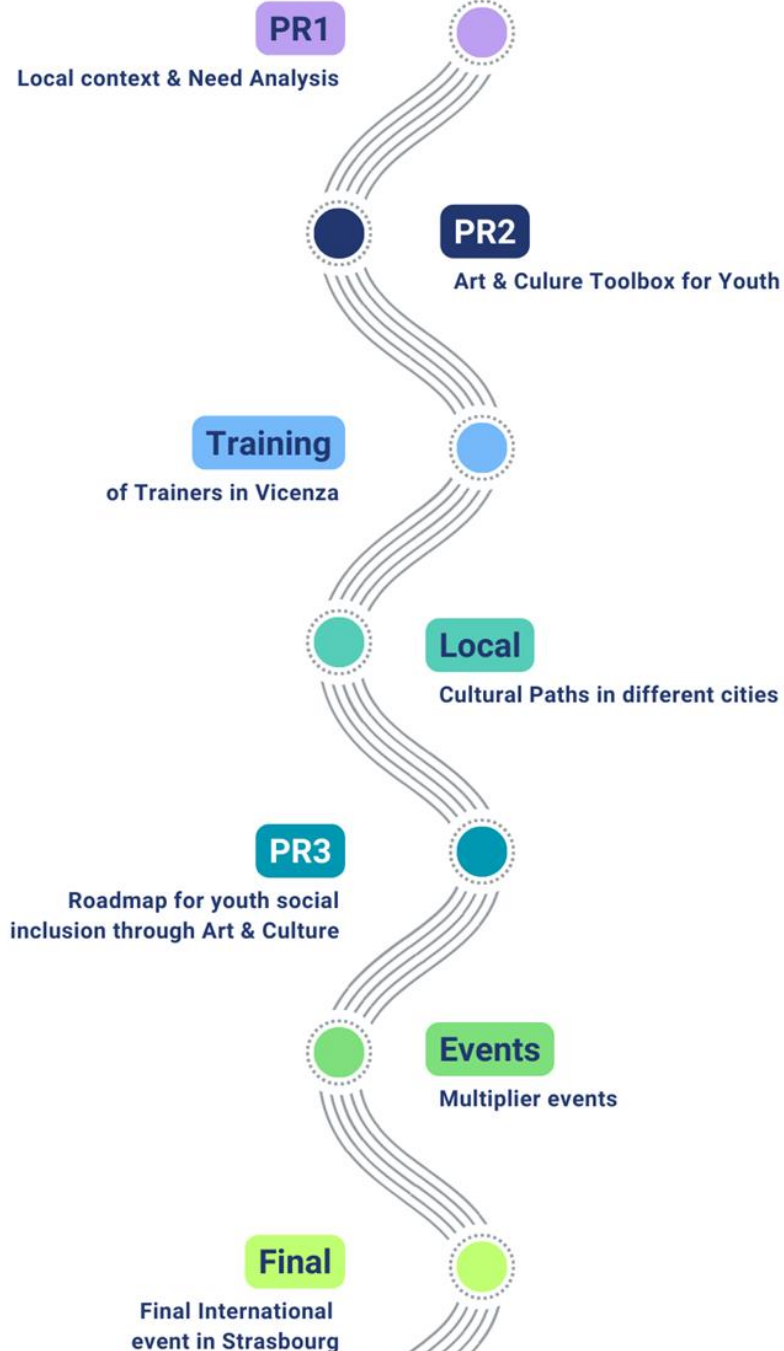 PR1
Local context & Need Analysis
PR2
Art & Culure Toolbox for Youth
Training
of Trainers in Vicenza
Local
Cultural Paths in different cities
PR3
Roadmap for youth social
inclusion through Art & Culture
Events
Multiplier events
Final
Final International
event in Strasbourg